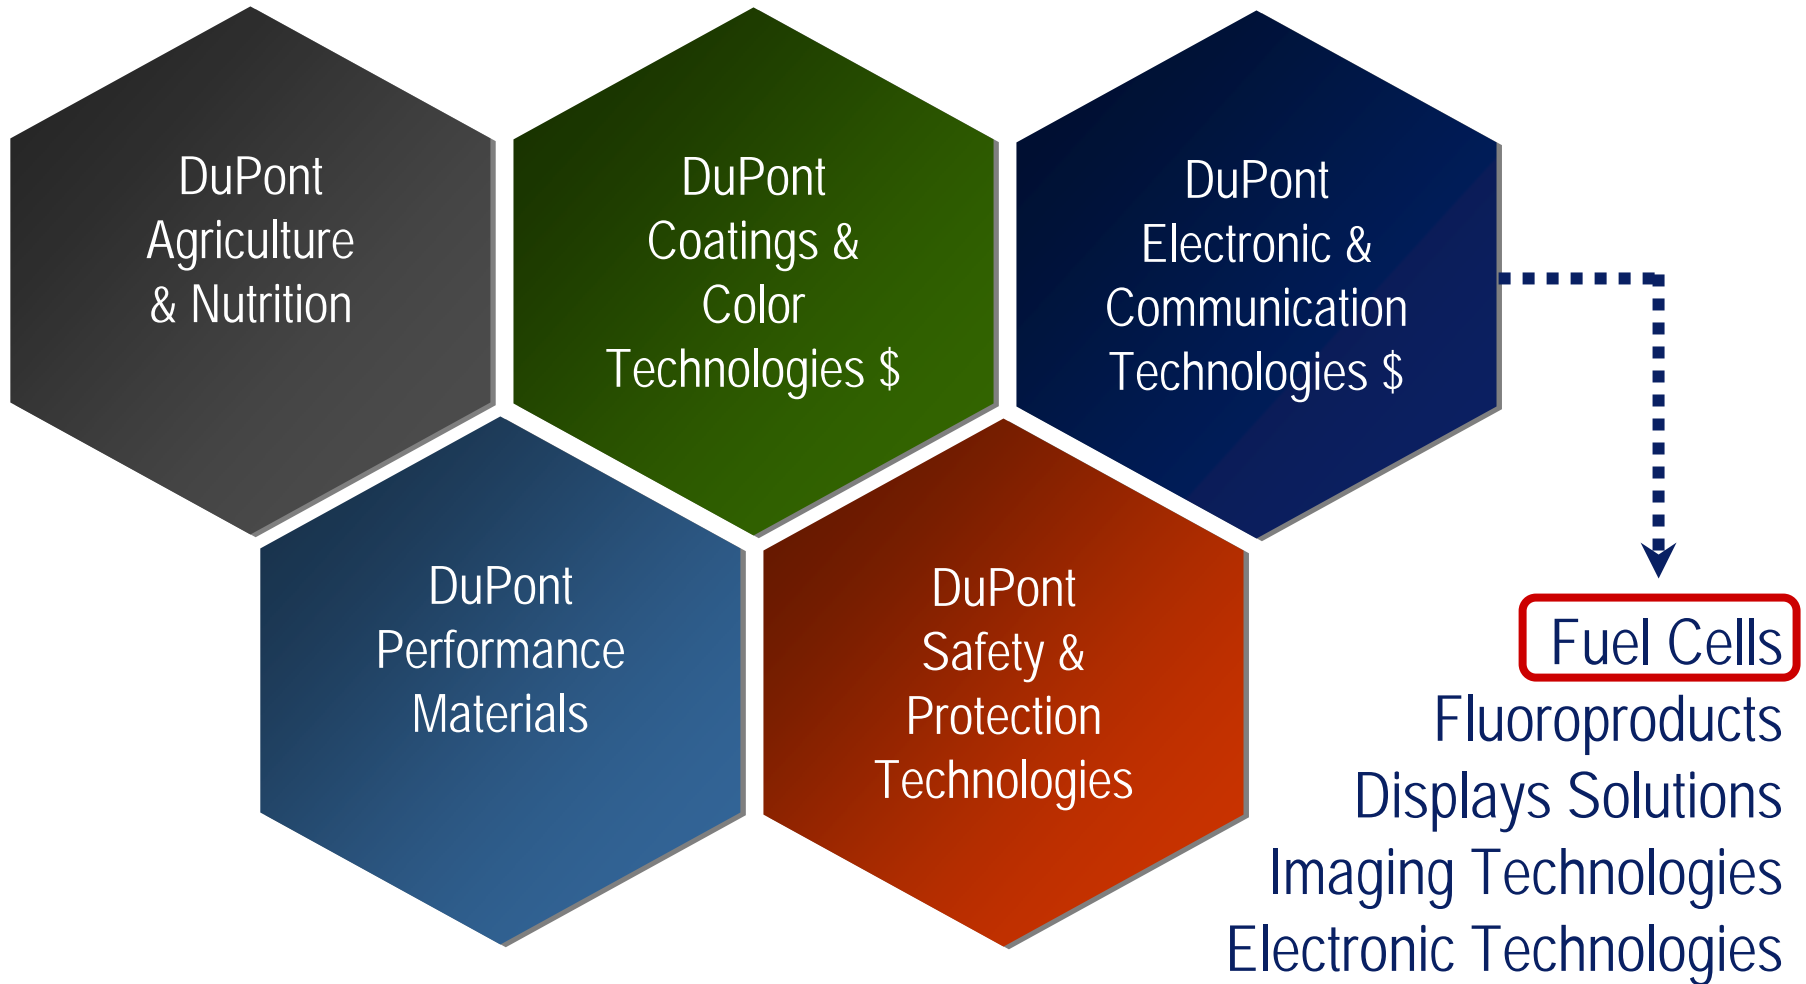 DuPont
Agriculture
& Nutrition
DuPont
Coatings &
Color
Technologies $
DuPont
Electronic &
Communication
Technologies $
DuPont
Performance
Materials
DuPont
Safety &
Protection
Technologies
Fuel Cells
Fluoroproducts
Displays Solutions
Imaging Technologies
Electronic Technologies